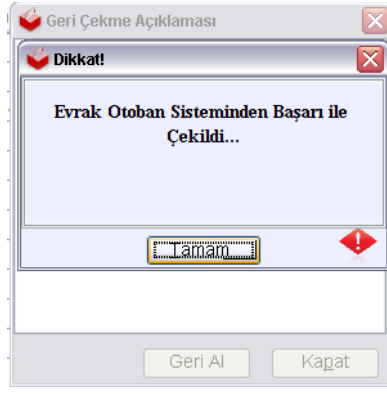 Geri Çekme Açıklaması
Dikkat!
Evrak Otoban Sisteminden Başarı ile
Çekildi...
Tamam
Geri Al Kapat